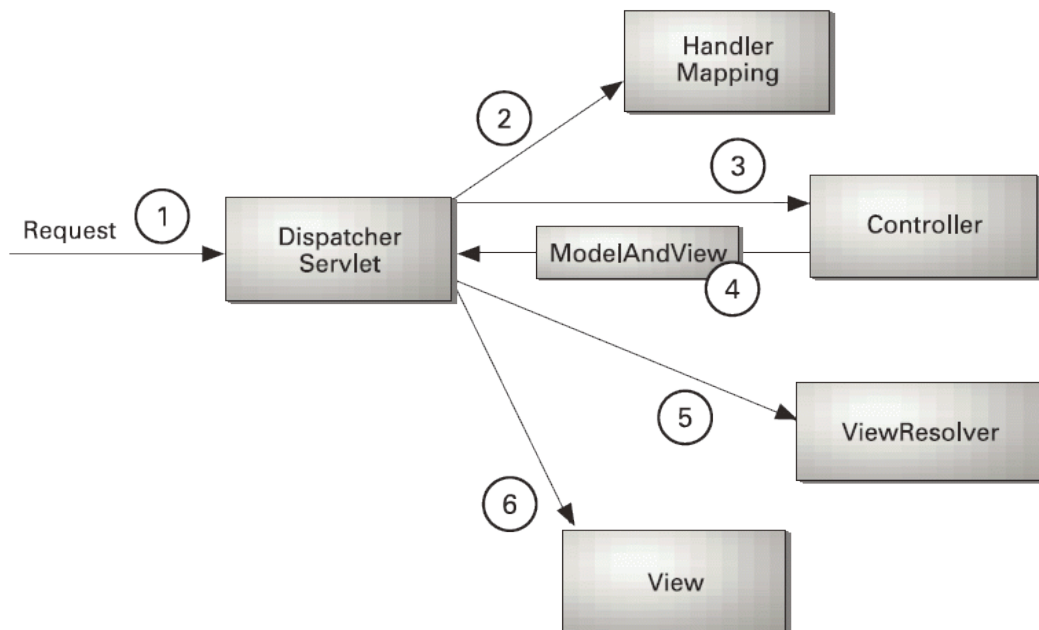 Handler
Mapping
2
3
Request
1
Dispatcher
Servlet
Controller
ModelAndView
4
5
ViewResolver
6
View